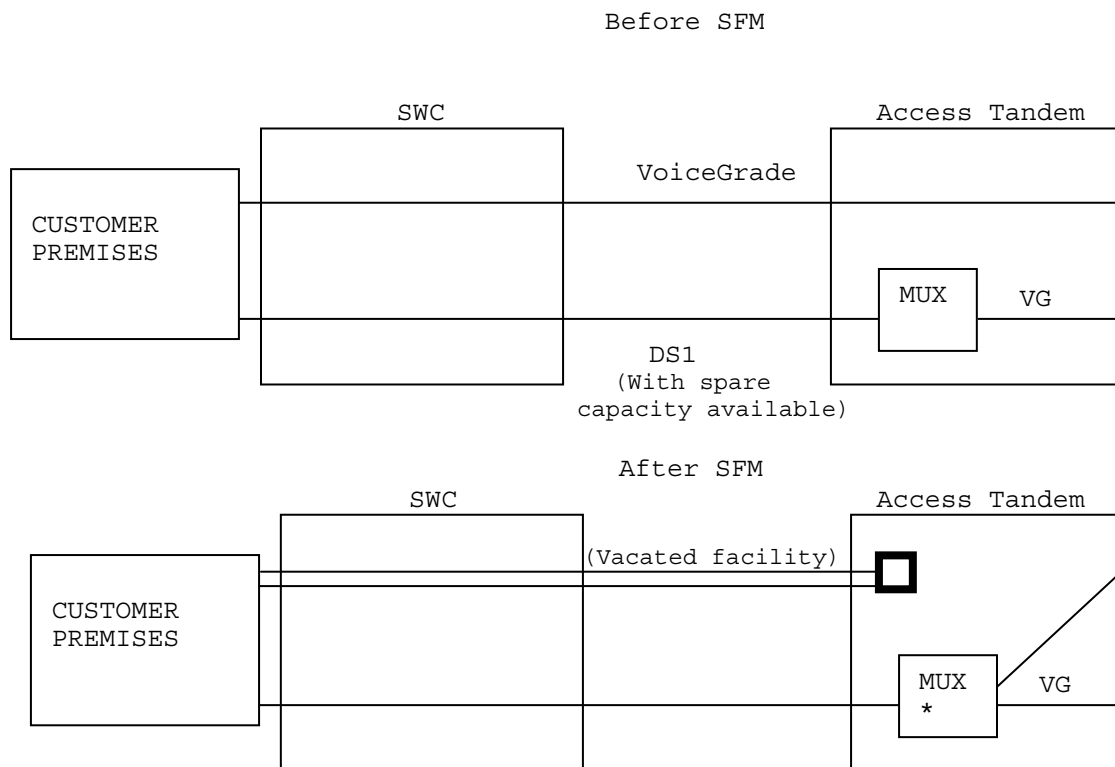 Before SFM
SWC
Access Tandem
VoiceGrade
CUSTOMER
PREMISES
MUX
VG
DS1
(With spare
capacity available)
After SFM
SWC
Access Tandem
(Vacated facility)
CUSTOMER
PREMISES
MUX
*
VG